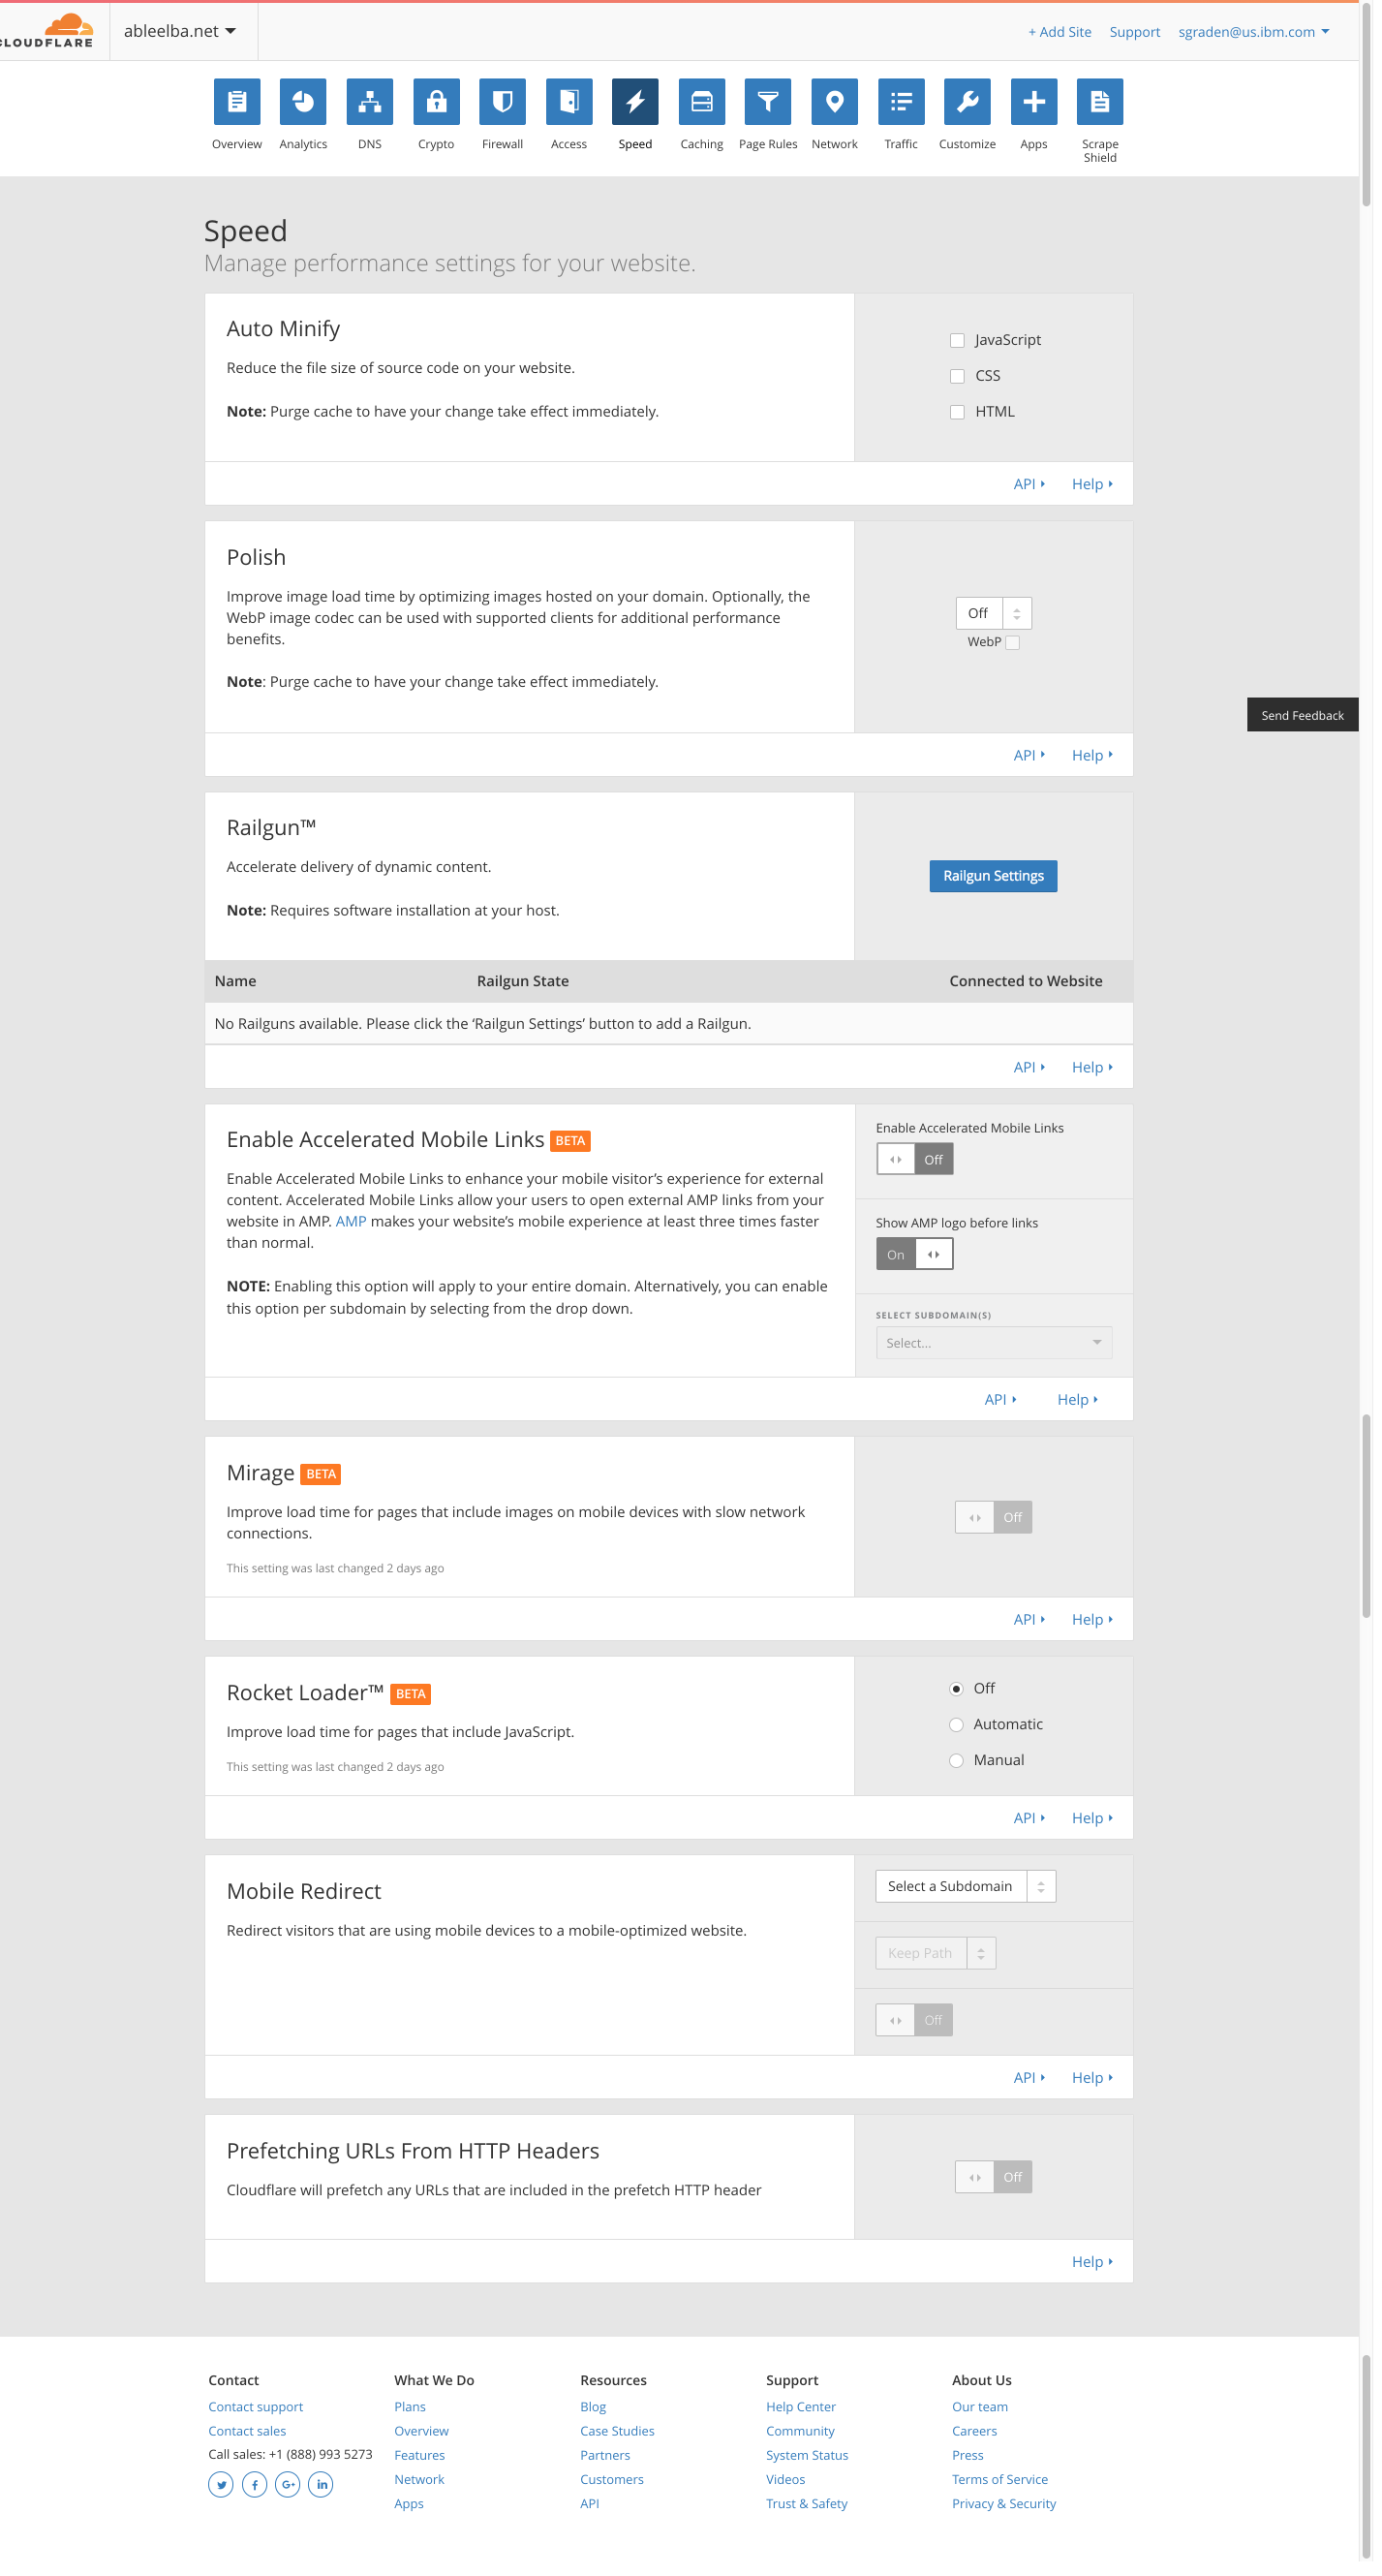 CLOUDFLARE
ableelba.net
+ Add Site Support sgraden@us.ibm.com
Overview Analytics DNS Crypto Firewall Access Speed Caching Page Rules Network Traffic Customize Apps Scrape
Shield
Speed
Manage performance settings for your website.
Auto Minify
Reduce the file size of source code on your website.
Note: Purge cache to have your change take effect immediately.
JavaScript
CSS
HTML
API Help
Polish
Improve image load time by optimizing images hosted on your domain. Optionally, the
WebP image codec can be used with supported clients for additional performance
benefits.
Note: Purge cache to have your change take effect immediately.
Off
WebP
Send Feedback
API Help
Railgun™
Accelerate delivery of dynamic content.
Note: Requires software installation at your host.
Railgun Settings
Name Railgun State Connected to Website
No Railguns available. Please click the ‘Railgun Settings’ button to add a Railgun.
API Help
Enable Accelerated Mobile Links BETA
Enable Accelerated Mobile Links to enhance your mobile visitor’s experience for external
content. Accelerated Mobile Links allow your users to open external AMP links from your
website in AMP. AMP makes your website’s mobile experience at least three times faster
than normal.
NOTE: Enabling this option will apply to your entire domain. Alternatively, you can enable
this option per subdomain by selecting from the drop down.
Enable Accelerated Mobile Links
Off
Show AMP logo before links
On
SELECT SUBDOMAIN(S)
Select...
API Help
Mirage BETA
Improve load time for pages that include images on mobile devices with slow network
connections.
This setting was last changed 2 days ago
Off
API Help
Rocket Loader™ BETA
Improve load time for pages that include JavaScript.
This setting was last changed 2 days ago
Off
Automatic
Manual
API Help
Mobile Redirect
Redirect visitors that are using mobile devices to a mobile-optimized website.
Select a Subdomain
Keep Path
Off
API Help
Prefetching URLs From HTTP Headers
Cloudflare will prefetch any URLs that are included in the prefetch HTTP header
Off
Help
Contact
Contact support
Contact sales
Call sales: +1 (888) 993 5273
What We Do
Plans
Overview
Features
Network
Apps
Resources
Blog
Case Studies
Partners
Customers
API
Support
Help Center
Community
System Status
Videos
Trust & Safety
About Us
Our team
Careers
Press
Terms of Service
Privacy & Security